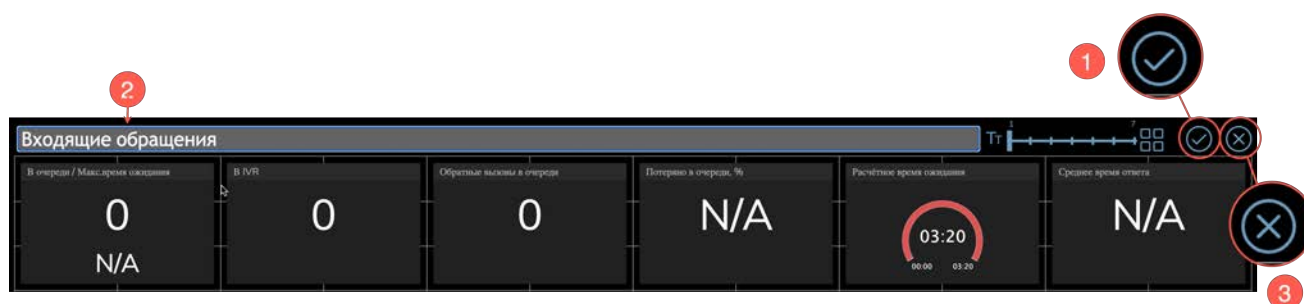 1
2
Входящие обращения
Тт
1
7
В очереди / Макс.время ожидания
В IVR
Обратные вызовы в очереди
Потеряно в очереди, %
Расчётное время ожидания
Среднее время ответа
0
0
0
N/A
03:20
N/A
N/A
00:00
03:20
3